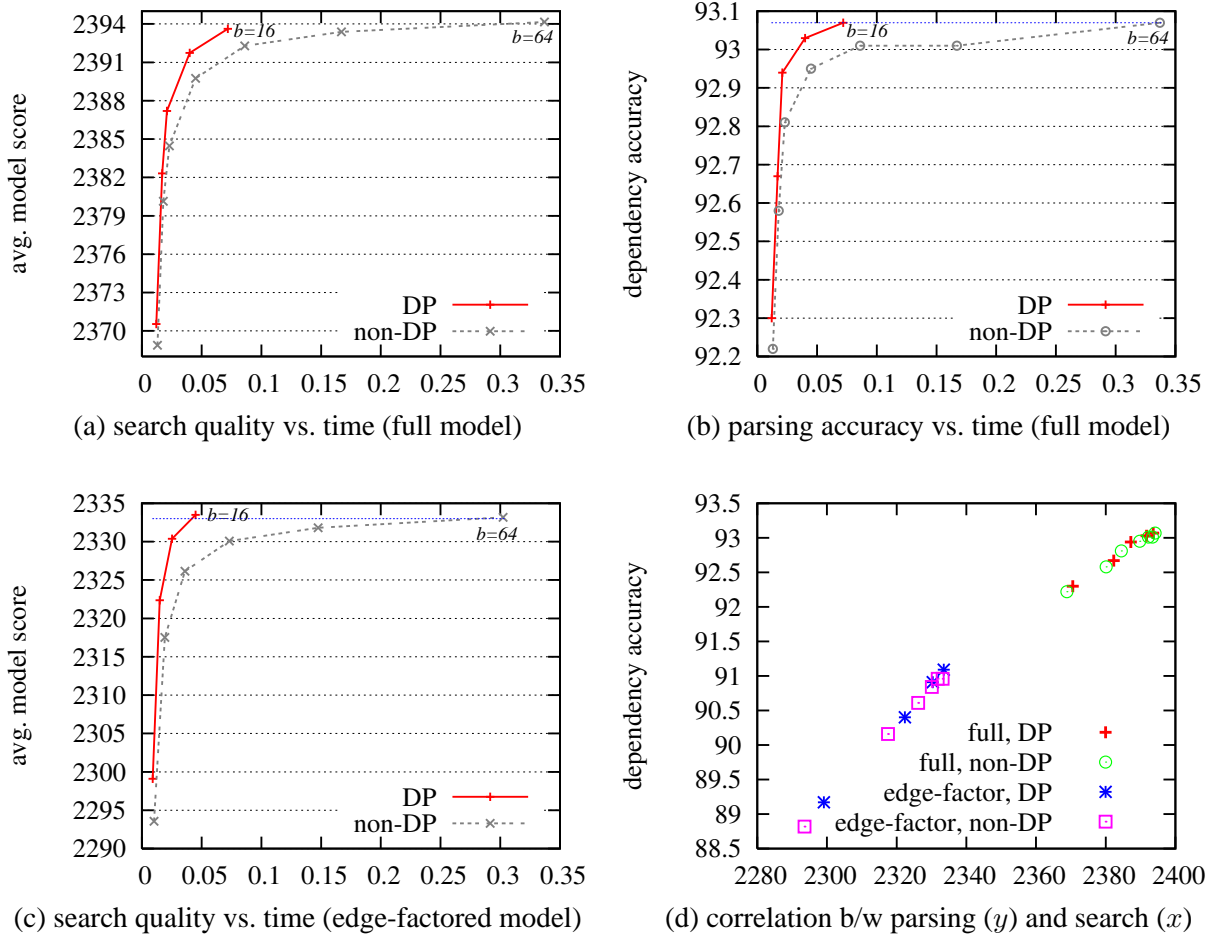 2394
2391
2388
2385
2382
2379
2376
2373
2370
avg. model score
b=16
b=64
DP
non-DP
0 0.05 0.1 0.15 0.2 0.25 0.3 0.35
(a) search quality vs. time (full model)
93.1
93
92.9
92.8
92.7
92.6
92.5
92.4
92.3
92.2
dependency accuracy
b=16
b=64
DP
non-DP
0 0.05 0.1 0.15 0.2 0.25 0.3 0.35
(b) parsing accuracy vs. time (full model)
2335
2330
2325
2320
2315
2310
2305
2300
2295
2290
avg. model score
b=16
b=64
DP
non-DP
0 0.05 0.1 0.15 0.2 0.25 0.3 0.35
(c) search quality vs. time (edge-factored model)
93.5
93
92.5
92
91.5
91
90.5
90
89.5
89
88.5
dependency accuracy
full, DP
full, non-DP
edge-factor, DP
edge-factor, non-DP
2280 2300 2320 2340 2360 2380 2400
(d) correlation b/w parsing (y) and search (x)